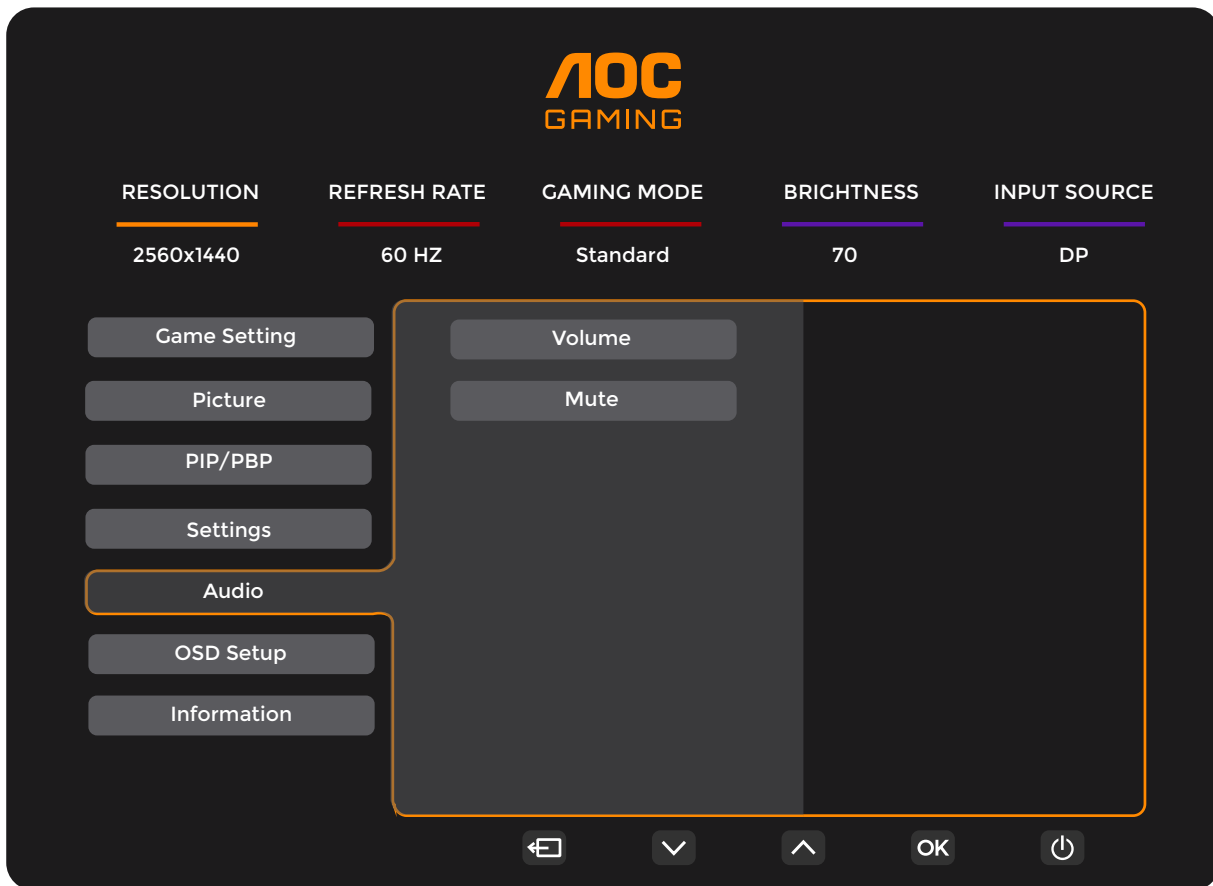 AOC
GAMING
RESOLUTION REFRESH RATE GAMING MODE BRIGHTNESS INPUT SOURCE
2560x1440 60 HZ Standard 70 DP
Game Setting Volume
Picture Mute
PIP/PBP
Settings
Audio
OSD Setup
Information
OK